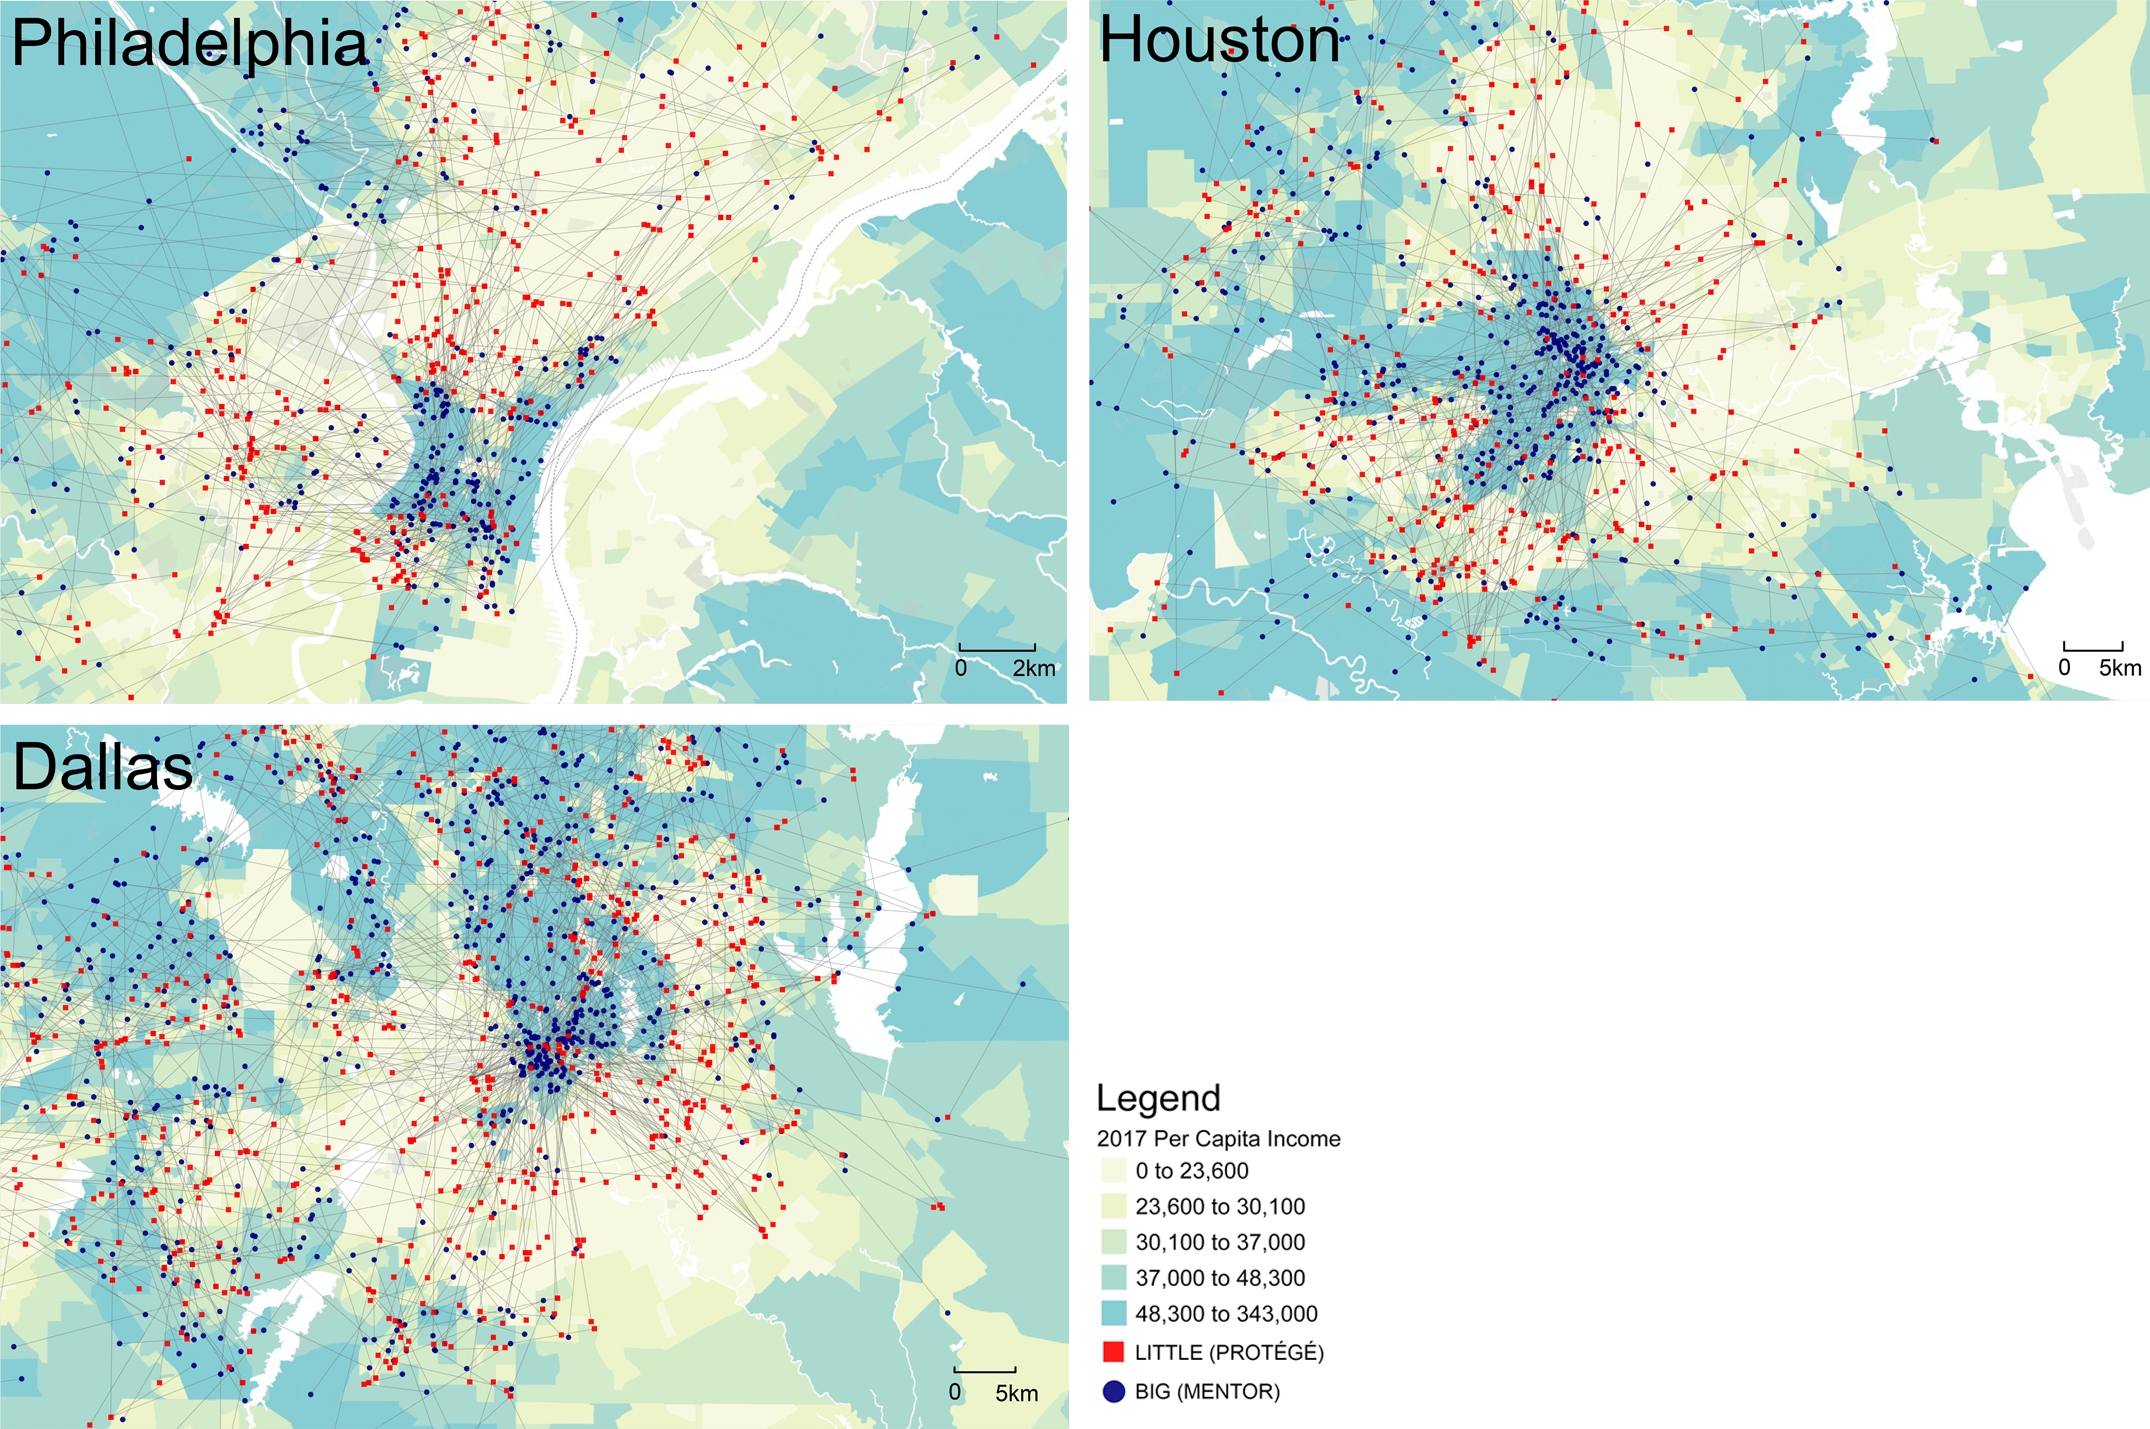 Philadelphia
0 2km
Houston
0 5km
Dallas
0 5km
Legend
2017 Per Capita Income
0 to 23,600
23,600 to 30,100
30,100 to 37,000
37,000 to 48,300
48,300 to 343,000
LITTLE (PROTÉGÉ)
BIG (MENTOR)